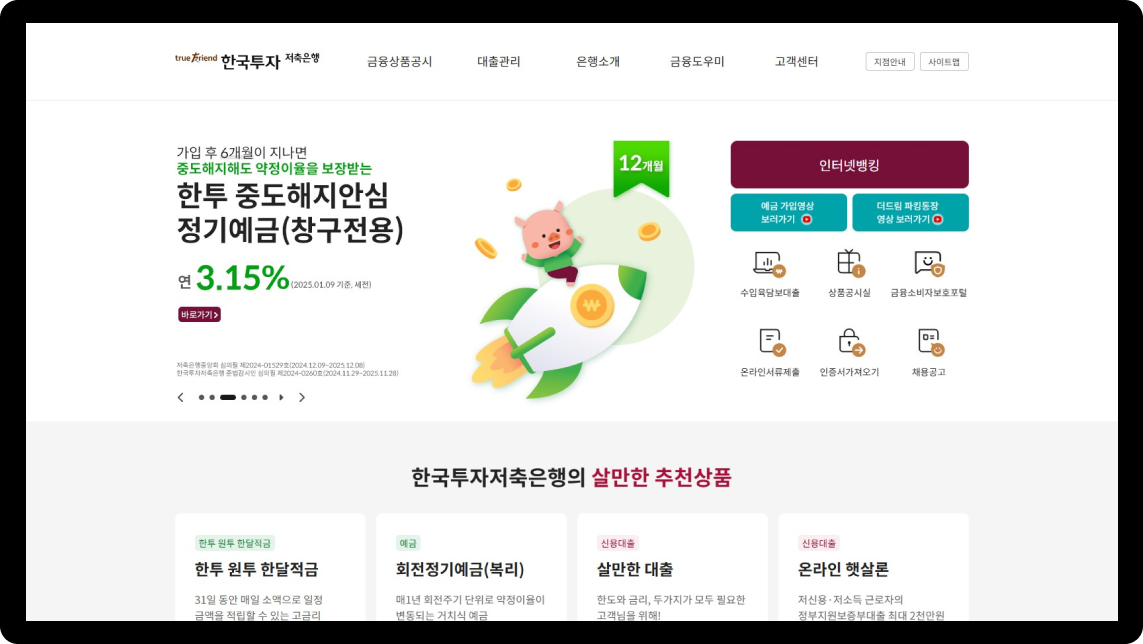 true Friend 한국투자 저축은행
금융상품공시
대출관리
은행소개
금융도우미
고객센터
지점안내
사이트맵
가입 후 6개월이 지나면
중도해지해도 약정이율을 보장받는
한투 중도해지안심
정기예금(창구전용)
연 3.15% (2025.01.09 기준, 세전)
바로가기
저축은행중앙회 심의필 제2024-01529호(2024.12.09~2025.12.08)
한국투자저축은행 준법감시인 심의필 제2024-0260호(2024.11.29~2025.11.28)
12개월
₩
인터넷뱅킹
예금 가입영상
보러가기
더드림 파킹통장
영상 보러가기
수입육담보대출
상품공시실
금융소비자보호포털
온라인서류제출
인증서가져오기
채용공고
한국투자저축은행의 살만한 추천상품
한투 원투 한달적금
한투 원투 한달적금
31일 동안 매일 소액으로 일정
금액을 적립할 수 있는 고금리
예금
회전정기예금(복리)
매1년 회전주기 단위로 약정이율이
변동되는 거치식 예금
신용대출
살만한 대출
한도와 금리, 두가지가 모두 필요한
고객님을 위해!
신용대출
온라인 햇살론
저신용·저소득 근로자의
정부지원보증부대출 최대 2천만원